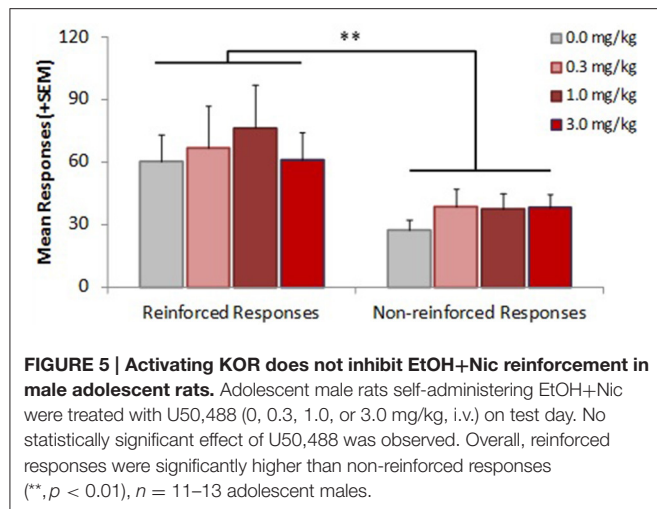 120
**
0.0 mg/kg
0.3 mg/kg
1.0 mg/kg
3.0 mg/kg
90
60
30
0
Mean Responses (+SEM)
Reinforced Responses Non-reinforced Responses
FIGURE 5 | Activating KOR does not inhibit EtOH+Nic reinforcement in
male adolescent rats. Adolescent male rats self-administering EtOH+Nic
were treated with U50,488 (0, 0.3, 1.0, or 3.0 mg/kg, i.v.) on test day. No
statistically significant effect of U50,488 was observed. Overall, reinforced
responses were significantly higher than non-reinforced responses
(**, p < 0.01), n = 11–13 adolescent males.